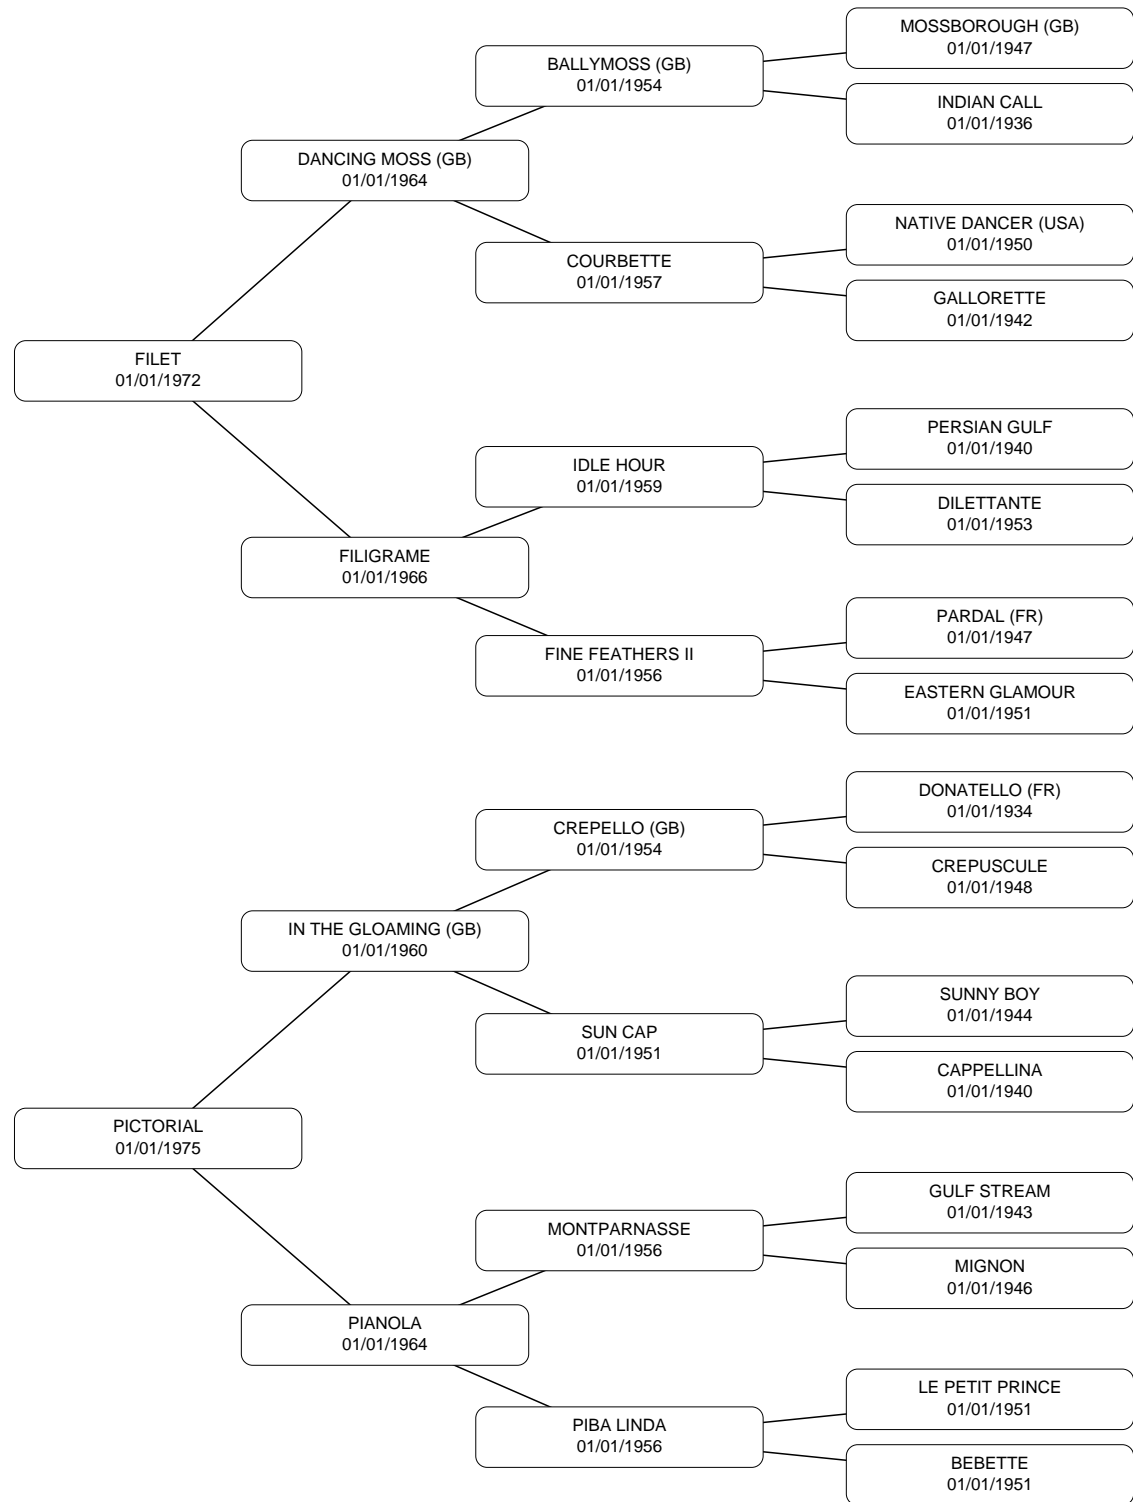 MOSSBOROUGH (GB)
01/01/1947
BALLYMOSS (GB)
01/01/1954
INDIAN CALL
01/01/1936
DANCING MOSS (GB)
01/01/1964
NATIVE DANCER (USA)
01/01/1950
COURBETTE
01/01/1957
GALLORETTE
01/01/1942
FILET
01/01/1972
PERSIAN GULF
01/01/1940
IDLE HOUR
01/01/1959
DILETTANTE
01/01/1953
FILIGRAME
01/01/1966
PARDAL (FR)
01/01/1947
FINE FEATHERS II
01/01/1956
EASTERN GLAMOUR
01/01/1951
DONATELLO (FR)
01/01/1934
CREPELLO (GB)
01/01/1954
CREPUSCULE
01/01/1948
IN THE GLOAMING (GB)
01/01/1960
SUNNY BOY
01/01/1944
SUN CAP
01/01/1951
CAPPELLINA
01/01/1940
PICTORIAL
01/01/1975
GULF STREAM
01/01/1943
MONTPARNASSE
01/01/1956
MIGNON
01/01/1946
PIANOLA
01/01/1964
LE PETIT PRINCE
01/01/1951
PIBA LINDA
01/01/1956
BEBETTE
01/01/1951